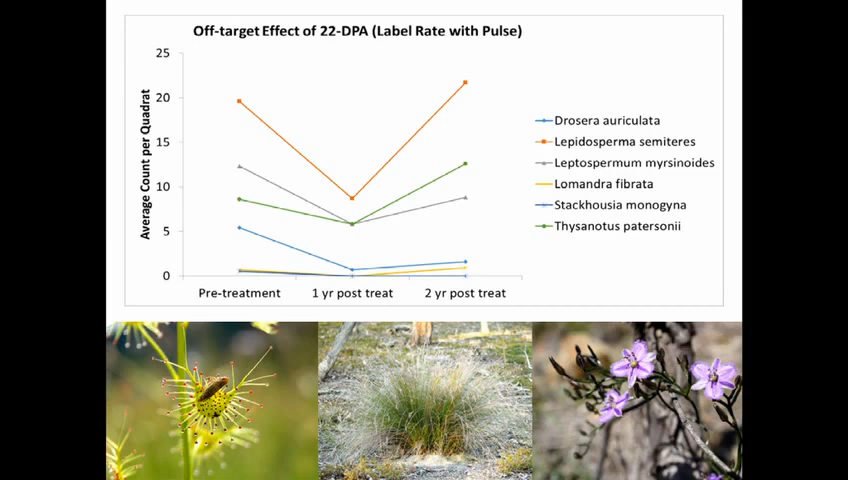 Off-target Effect of 22-DPA (Label Rate with Pulse)
Average Count per Quadrat
25
20
15
10
5
0
Pre-treatment
1 yr post treat
2 yr post treat
Drosera auriculata
Lepidosperma semiteres
Leptospermum myrsinoides
Lomandra fibrata
Stackhousia monogyna
Thysanotus patersonii